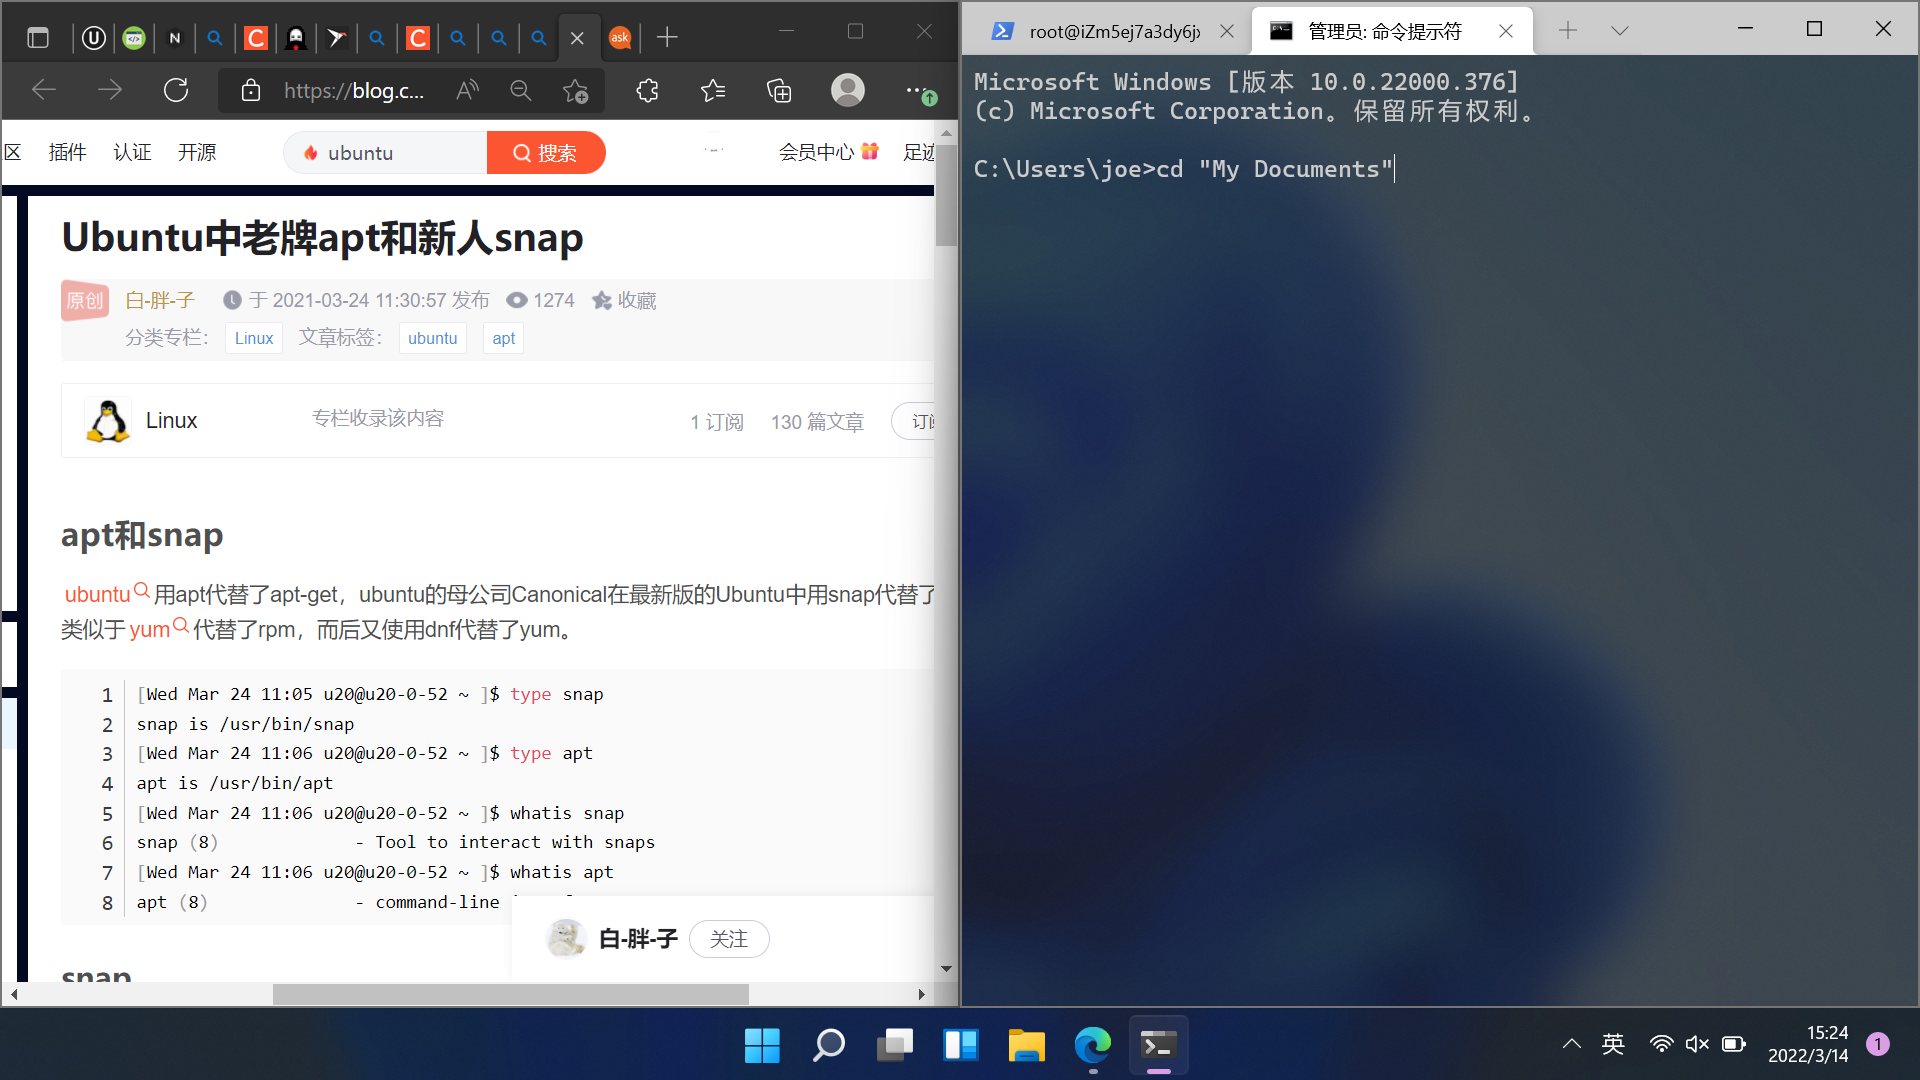 https://blog.c...
区 插件 认证 开源
ubuntu
搜索
会员中心
足迹
Ubuntu中老牌apt和新人snap
原创
白-胖-子 于 2021-03-24 11:30:57 发布 1274 收藏
分类专栏： Linux 文章标签： ubuntu apt
Linux 专栏收录该内容 1 订阅 130 篇文章 订阅
apt和snap
ubuntu 用apt代替了apt-get，ubuntu的母公司Canonical在最新版的Ubuntu中用snap代替了
类似于 yum 代替了rpm，而后又使用dnf代替了yum。
1 [Wed Mar 24 11:05 u20@u20-0-52 ~ ]$ type snap
2 snap is /usr/bin/snap
3 [Wed Mar 24 11:06 u20@u20-0-52 ~ ]$ type apt
4 apt is /usr/bin/apt
5 [Wed Mar 24 11:06 u20@u20-0-52 ~ ]$ whatis snap
6 snap (8) - Tool to interact with snaps
7 [Wed Mar 24 11:06 u20@u20-0-52 ~ ]$ whatis apt
8 apt (8) - command-line
白-胖-子 关注
snap
root@iZm5ej7a3dy6j
管理员: 命令提示符
Microsoft Windows [版本 10.0.22000.376]
(c) Microsoft Corporation。保留所有权利。
C:\Users\joe>cd "My Documents"
英
15:24
2022/3/14
1
ask